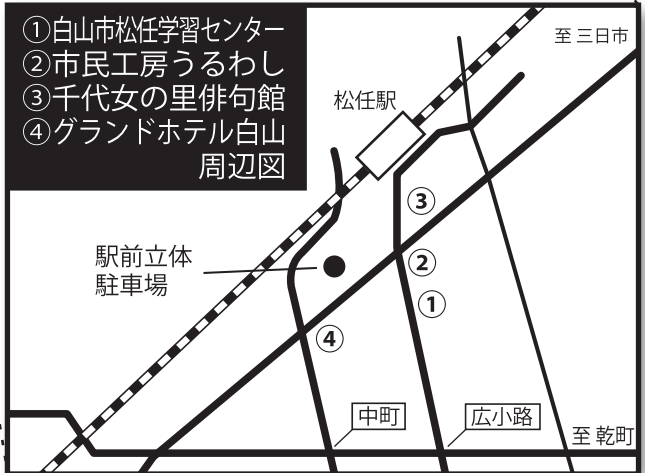 ①白山市松任学習センター
②市民工房うるわし
③千代女の里俳句館
④グランドホテル白山
周辺図
至 三日市
松任駅
③
駅前立体
駐車場
②
①
④
中町
広小路
至 乾町